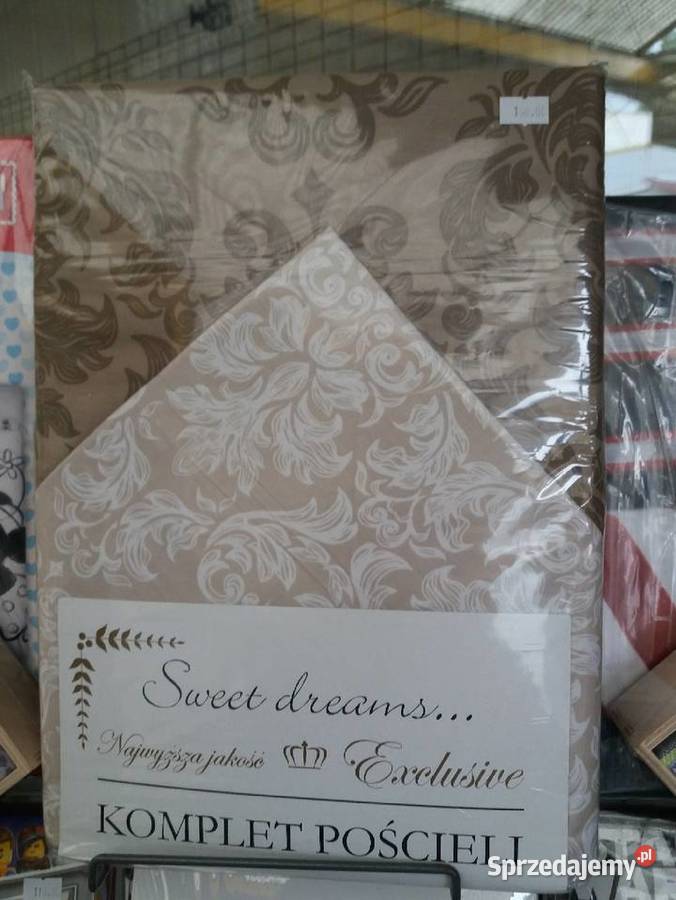 Sweet dreams...
Najwyższa jakość Exclusive
KOMPLET POŚCIELI
Sprzedajemy.pl